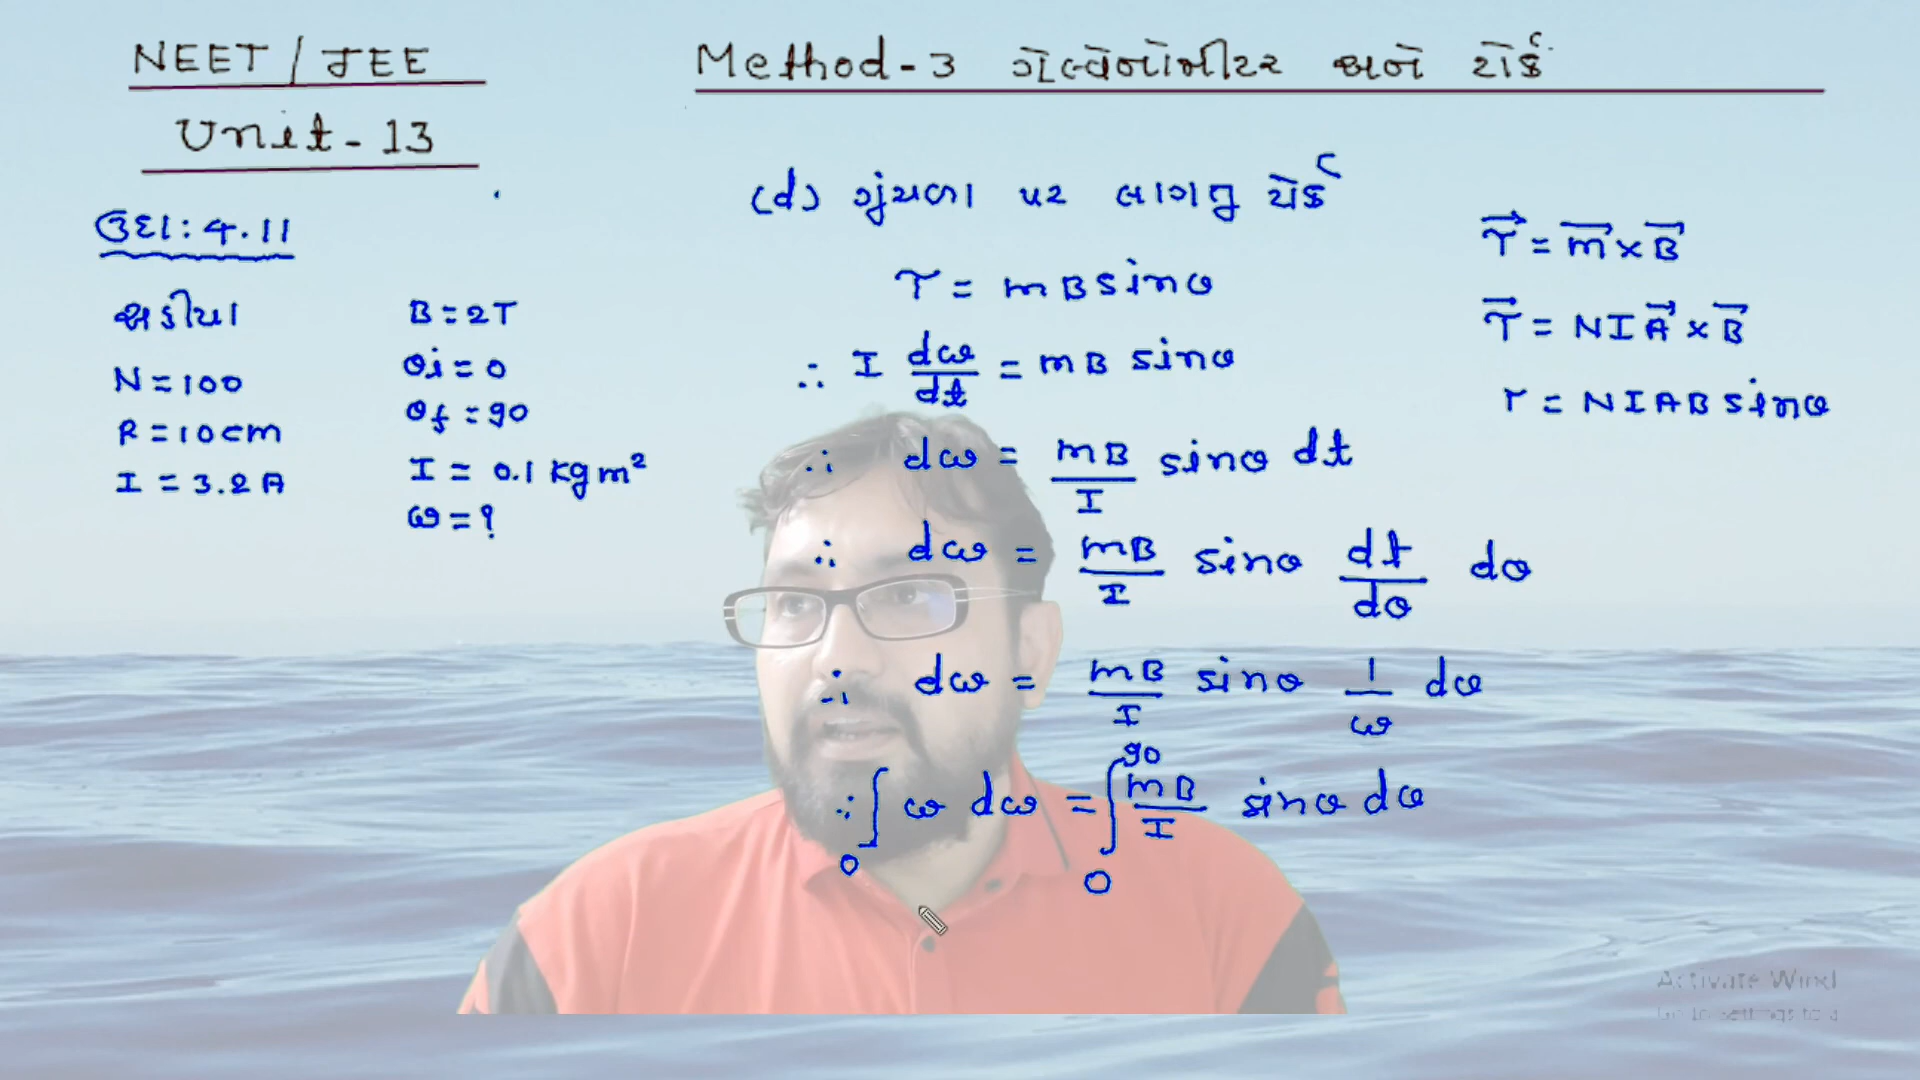 NEET / JEE
Unit - 13
Method - 3 ગેલ્વેનોમીટર અને ટોર્ક
ઉદા : 4.11
N = 100
R = 10 cm
I = 3.2 A
B = 2T
θi = 0
θf = 90
I = 0.1 kg m²
ω = ?
(d) ગૂંચળા પર લાગતુ ટોર્ક
τ = mB sinθ
∴ I dω/dt = mB sinθ
∴ dω = mB/I sinθ dt
∴ dω = mB/I sinθ dt/dθ dθ
∴ dω = mB/I sinθ 1/ω dθ
∴ ∫₀ ω dω = ∫₀⁹⁰ mB/I sinθ dθ
τ⃗ = m⃗ × B⃗
τ⃗ = NI A⃗ × B⃗
τ = NIAB sinθ